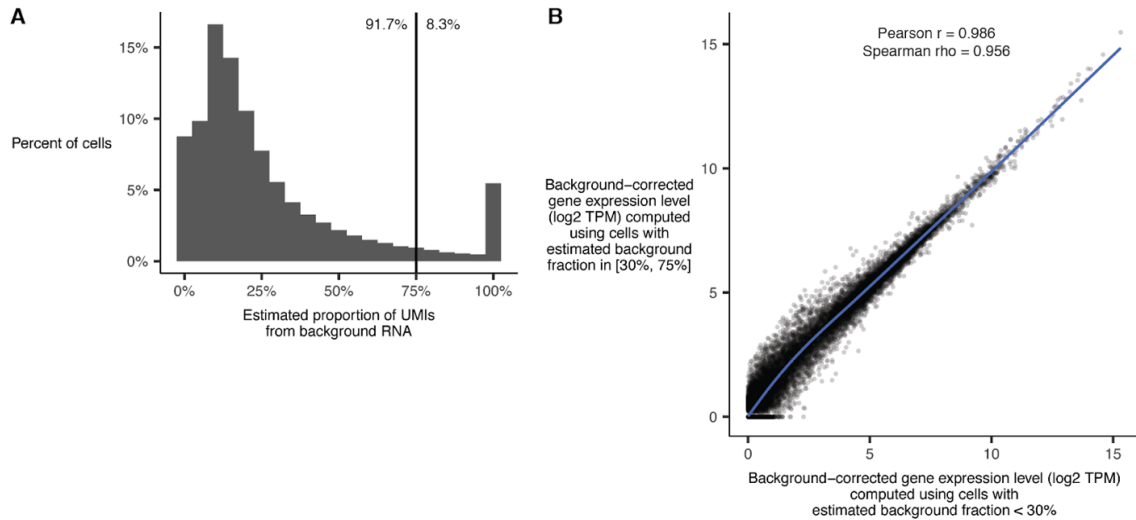 A
91.7%
8.3%
15%
10%
5%
0%
Percent of cells
0%
25%
50%
75%
100%
Estimated proportion of UMIs
from background RNA
B
Pearson r = 0.986
Spearman rho = 0.956
15
10
5
0
Background−corrected
gene expression level
(log2 TPM) computed
using cells with
estimated background
fraction in [30%, 75%]
0
5
10
15
Background−corrected gene expression level (log2 TPM)
computed using cells with
estimated background fraction < 30%